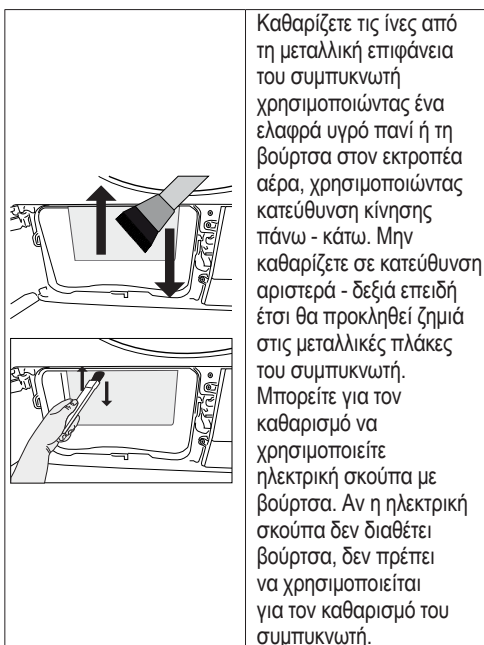 Καθαρίζετε τις ίνες από
τη μεταλλική επιφάνεια
του συμπυκνωτή
χρησιμοποιώντας ένα
ελαφρά υγρό πανί ή τη
βούρτσα στον εκτροπέα
αέρα, χρησιμοποιώντας
κατεύθυνση κίνησης
πάνω - κάτω. Μην
καθαρίζετε σε κατεύθυνση
αριστερά - δεξιά επειδή
έτσι θα προκληθεί ζημιά
στις μεταλλικές πλάκες
του συμπυκνωτή.
Μπορείτε για τον
καθαρισμό να
χρησιμοποιείτε
ηλεκτρική σκούπα με
βούρτσα. Αν η ηλεκτρική
σκούπα δεν διαθέτει
βούρτσα, δεν πρέπει
να χρησιμοποιείται
για τον καθαρισμό του
συμπυκνωτή.